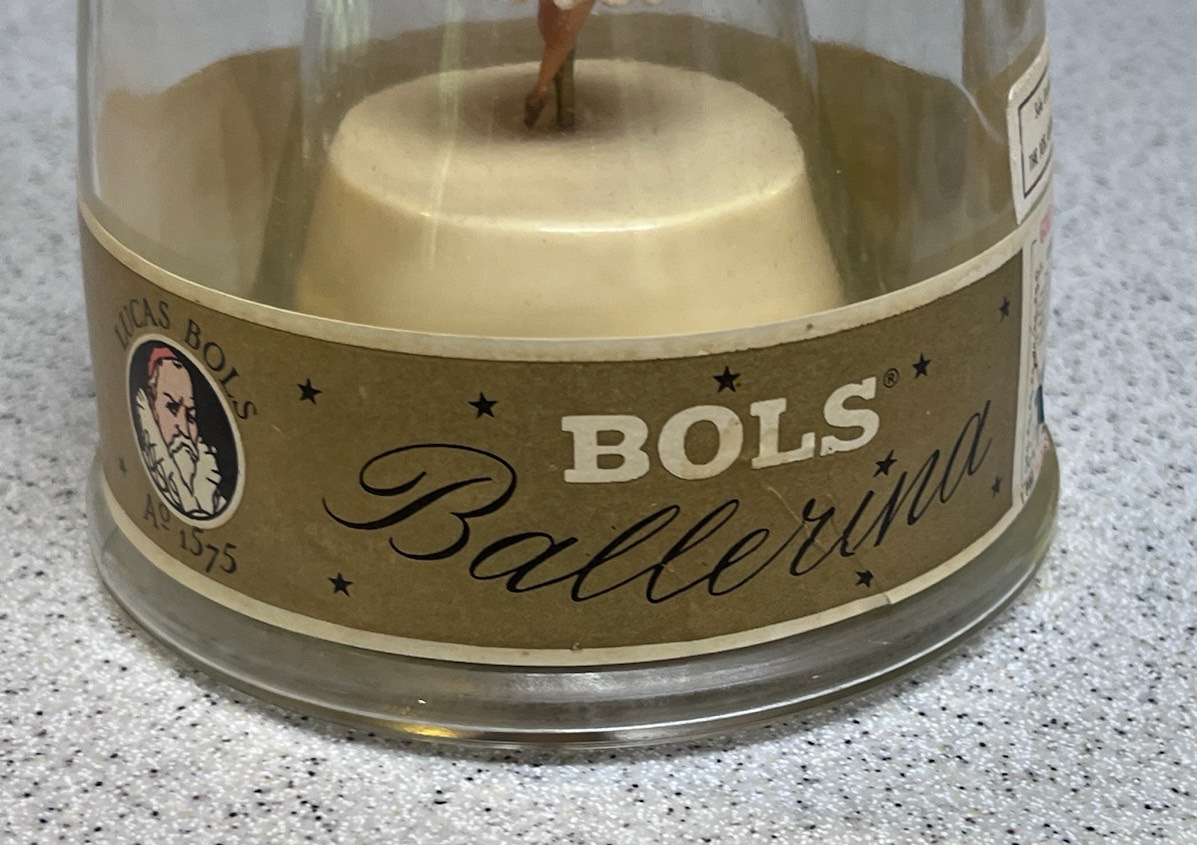 LUCAS BOLS
Aº 1575
BOLS®
Ballerina